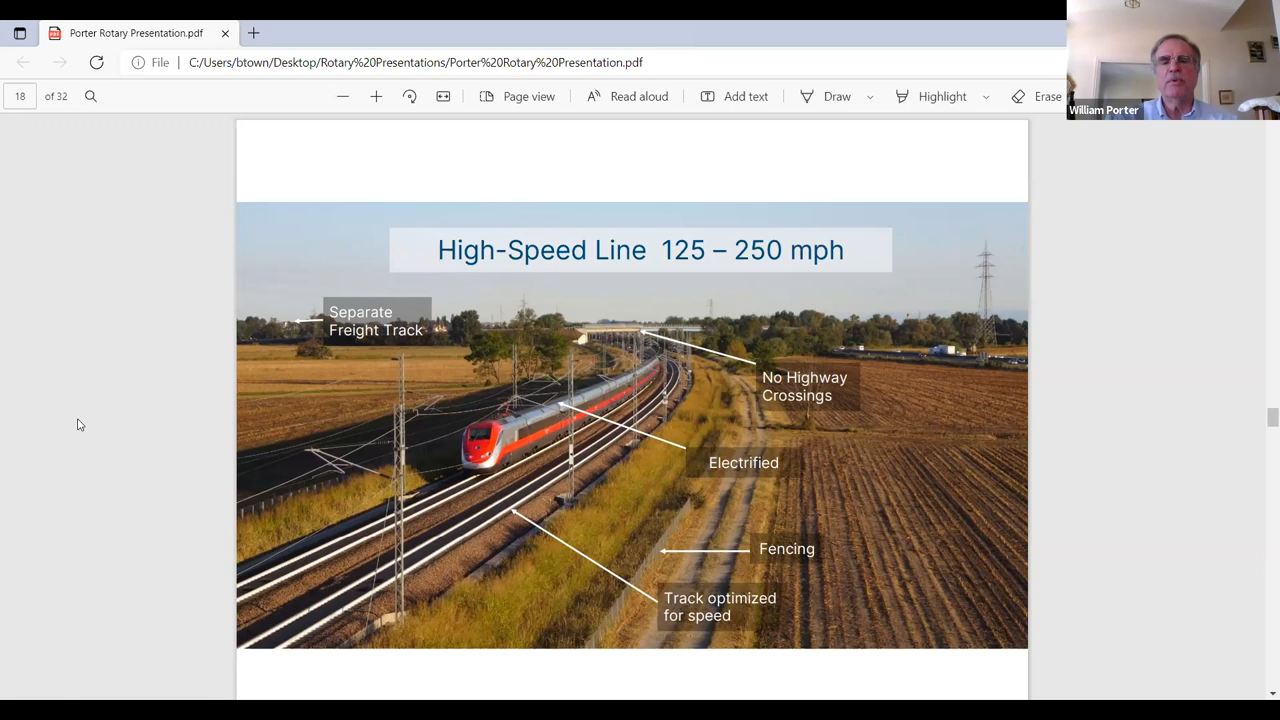 Porter Rotary Presentation.pdf
File | C:/Users/btown/Desktop/Rotary%20Presentations/Porter%20Rotary%20Presentation.pdf
18 of 32
Page view
Read aloud
Add text
Draw
Highlight
Erase
William Porter
High-Speed Line 125 – 250 mph
Separate
Freight Track
No Highway
Crossings
Electrified
Fencing
Track optimized
for speed